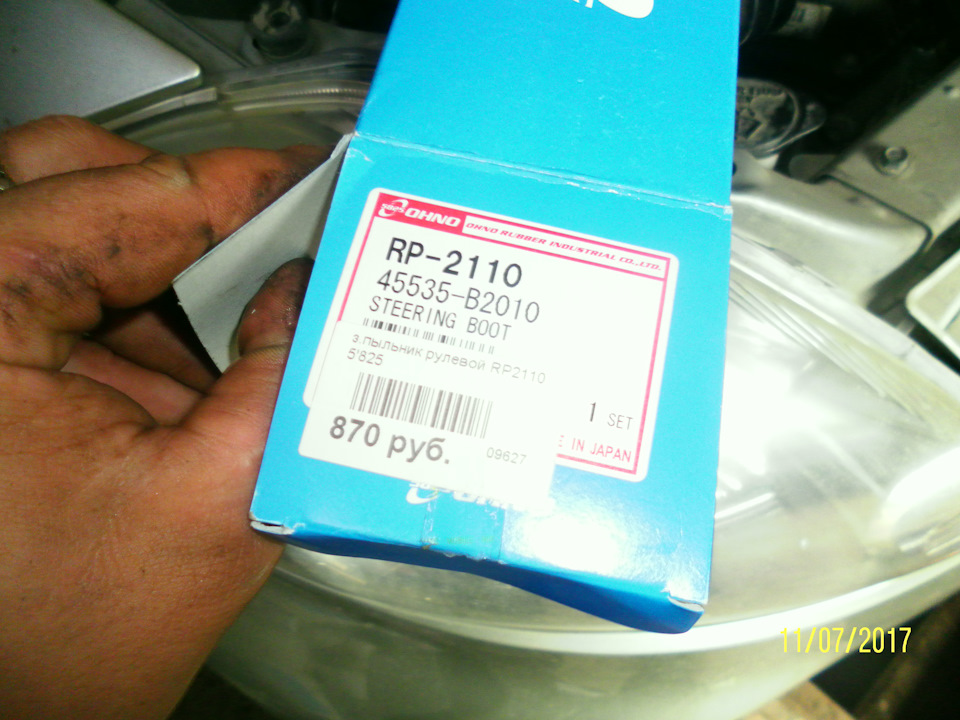 OHNO OHNO RUBBER INDUSTRIAL CO.,LTD.
RP-2110
45535-B2010
STEERING BOOT
з.пыльник рулевой RP2110
5'825
1 SET
IN JAPAN
870 руб.
09627
11/07/2017